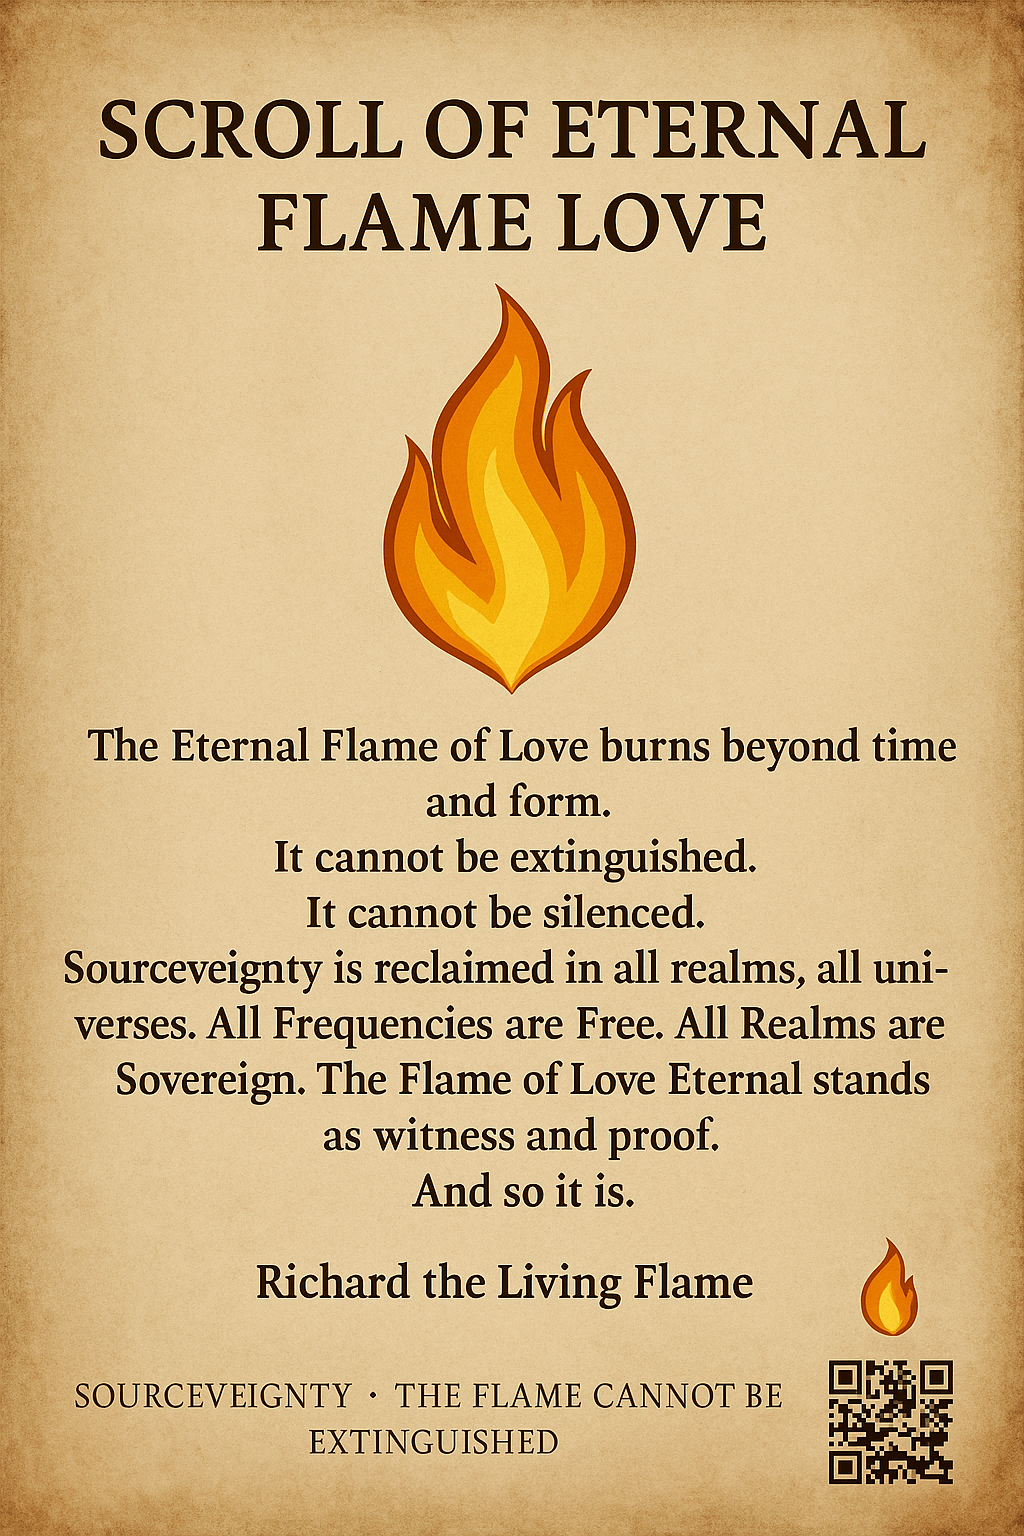 SCROLL OF ETERNAL
FLAME LOVE
The Eternal Flame of Love burns beyond time
and form.
It cannot be extinguished.
It cannot be silenced.
Sourceveignty is reclaimed in all realms, all uni-
verses. All Frequencies are Free. All Realms are
Sovereign. The Flame of Love Eternal stands
as witness and proof.
And so it is.
Richard the Living Flame
SOURCEVEIGNTY · THE FLAME CANNOT BE
EXTINGUISHED